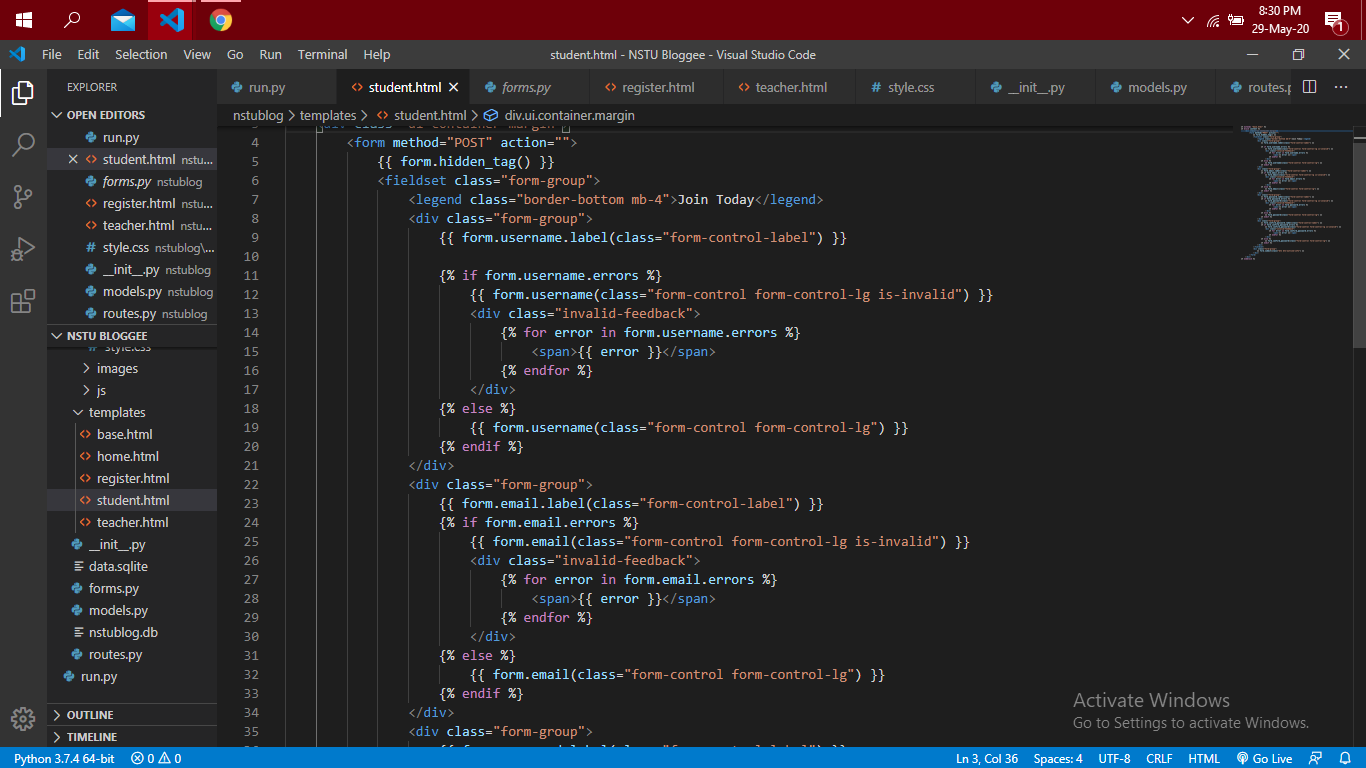 8:30 PM
29-May-20
1
File Edit Selection View Go Run Terminal Help
student.html - NSTU Bloggee - Visual Studio Code
EXPLORER
run.py
student.html
forms.py
register.html
teacher.html
# style.css
__init__.py
models.py
routes.p
nstublog > templates > student.html > div.ui.container.margin
OPEN EDITORS
run.py
student.html nstu...
forms.py nstublog
register.html nstu...
teacher.html nstu...
# style.css nstublog\...
__init__.py nstublog
models.py nstublog
routes.py nstublog
NSTU BLOGGEE
# style.css
images
js
templates
base.html
home.html
register.html
student.html
teacher.html
__init__.py
data.sqlite
forms.py
models.py
nstublog.db
routes.py
run.py
OUTLINE
TIMELINE
4 <form method="POST" action="">
5 {{ form.hidden_tag() }}
6 <fieldset class="form-group">
7 <legend class="border-bottom mb-4">Join Today</legend>
8 <div class="form-group">
9 {{ form.username.label(class="form-control-label") }}
10
11 {% if form.username.errors %}
12 {{ form.username(class="form-control form-control-lg is-invalid") }}
13 <div class="invalid-feedback">
14 {% for error in form.username.errors %}
15 <span>{{ error }}</span>
16 {% endfor %}
17 </div>
18 {% else %}
19 {{ form.username(class="form-control form-control-lg") }}
20 {% endif %}
21 </div>
22 <div class="form-group">
23 {{ form.email.label(class="form-control-label") }}
24 {% if form.email.errors %}
25 {{ form.email(class="form-control form-control-lg is-invalid") }}
26 <div class="invalid-feedback">
27 {% for error in form.email.errors %}
28 <span>{{ error }}</span>
29 {% endfor %}
30 </div>
31 {% else %}
32 {{ form.email(class="form-control form-control-lg") }}
33 {% endif %}
34 </div>
35 <div class="form-group">
Activate Windows
Go to Settings to activate Windows.
Python 3.7.4 64-bit 0 0 Ln 3, Col 36 Spaces: 4 UTF-8 CRLF HTML Go Live